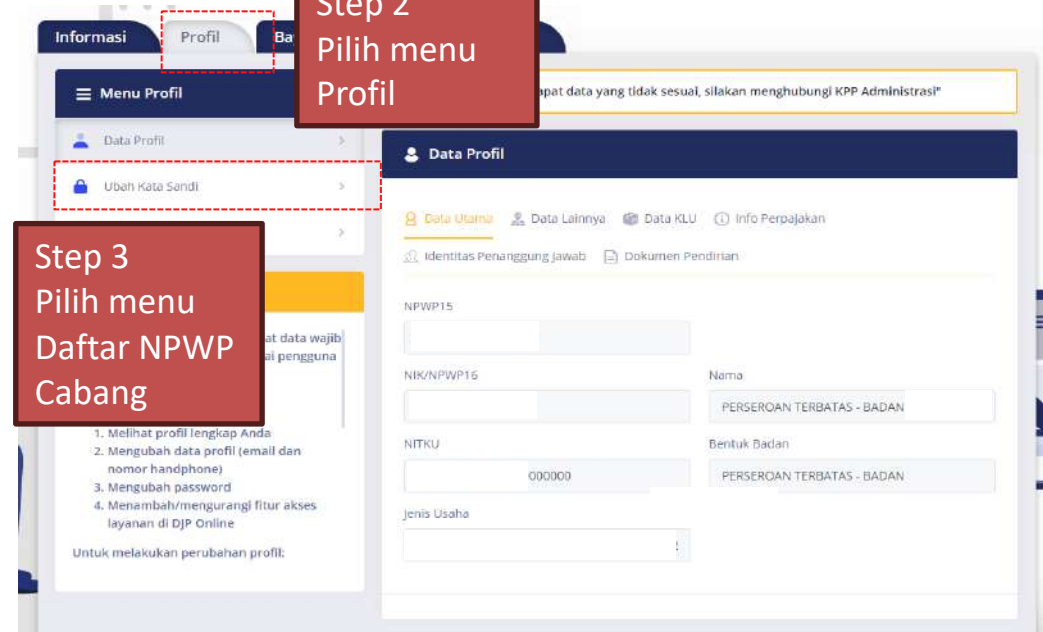 Step 2
Pilih menu
Profil
Informasi
Profil
Menu Profil
Data Profil
Ubah Kata Sandi
Step 3
Pilih menu
Daftar NPWP
Cabang
at data wajib
ai pengguna
1. Melihat profil lengkap Anda
2. Mengubah data profil (email dan
nomor handphone)
3. Mengubah password
4. Menambah/mengurangi fitur akses
layanan di DJP Online
Untuk melakukan perubahan profil:
apat data yang tidak sesuai, silakan menghubungi KPP Administrasi"
Data Profil
Data Utama Data Lainnya Data KLU Info Perpajakan
Identitas Penanggung Jawab Dokumen Pendirian
NPWP15
NIK/NPWP16 Nama
PERSEROAN TERBATAS - BADAN
NITKU Bentuk Badan
000000 PERSEROAN TERBATAS - BADAN
Jenis Usaha